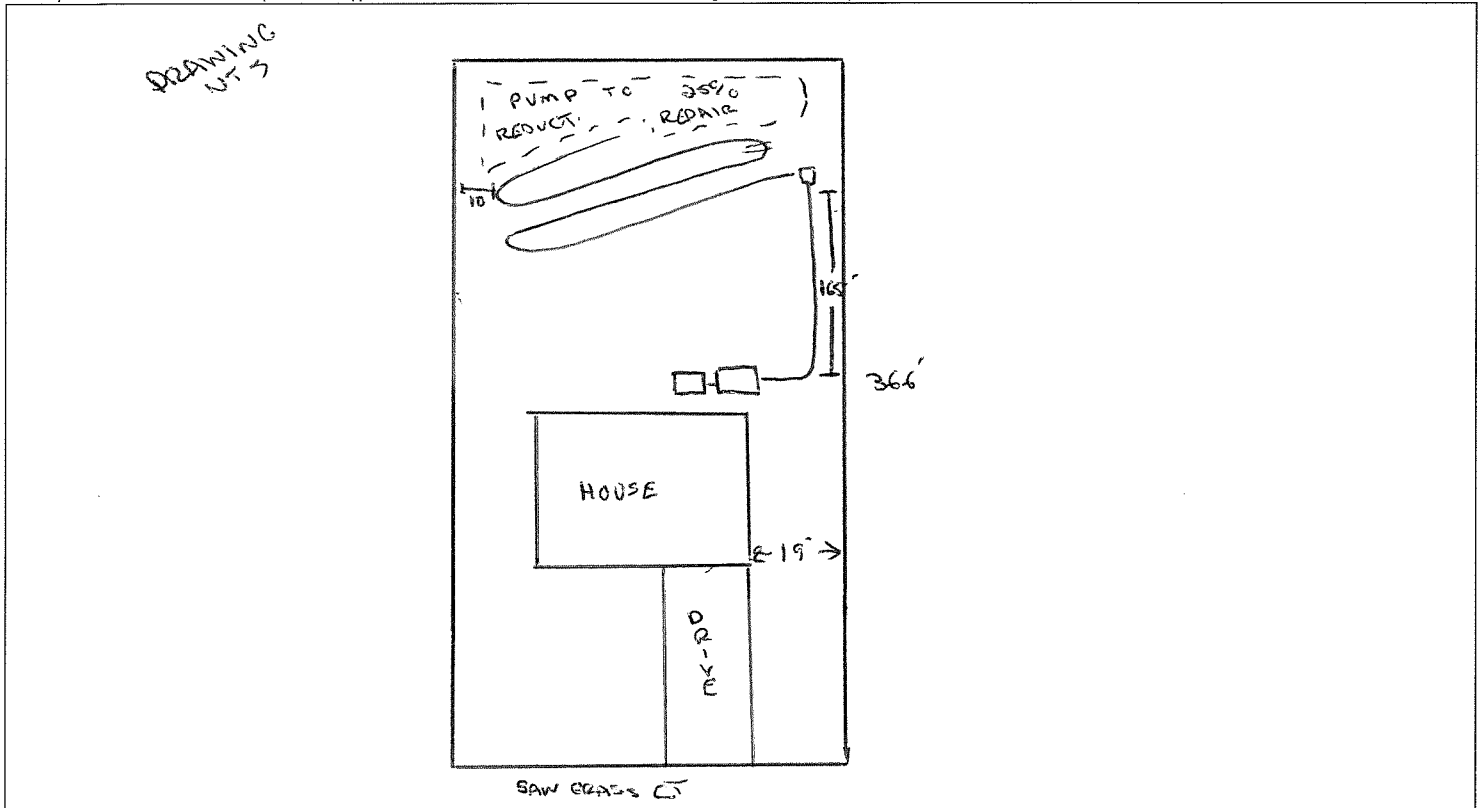 DRAWING
NTS
PUMP TO 25%
REDUCT. REPAIR
10
165'
366'
HOUSE
19'
DRIVE
SAW GRASS CT